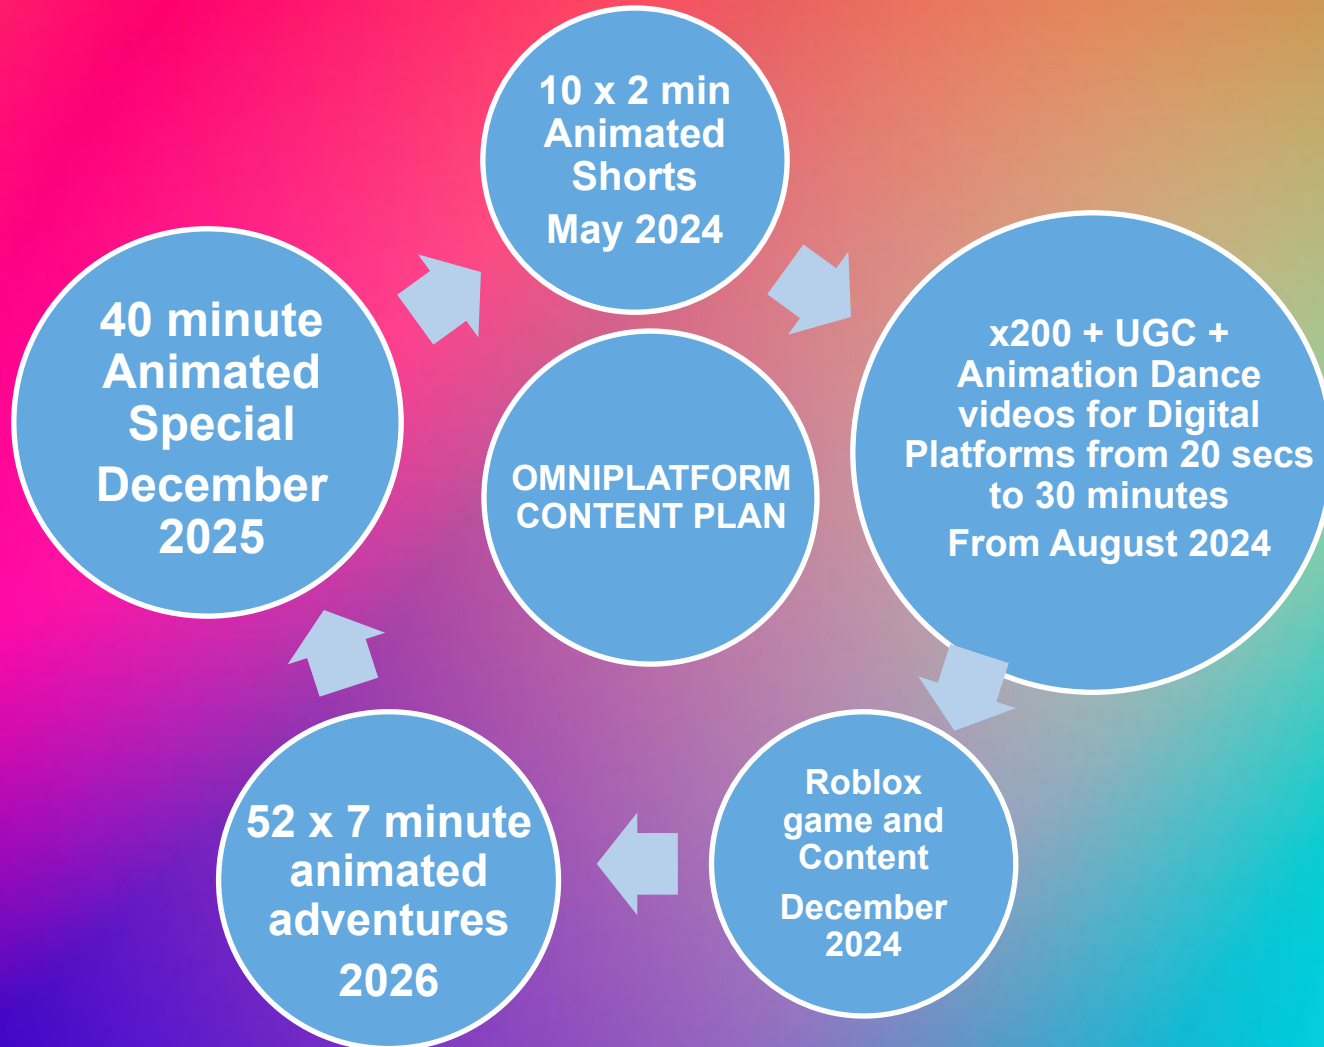 10 x 2 min
Animated
Shorts
May 2024
x200 + UGC +
Animation Dance
videos for Digital
Platforms from 20 secs
to 30 minutes
From August 2024
Roblox
game and
Content
December
2024
52 x 7 minute
animated
adventures
2026
40 minute
Animated
Special
December
2025
OMNIPLATFORM
CONTENT PLAN